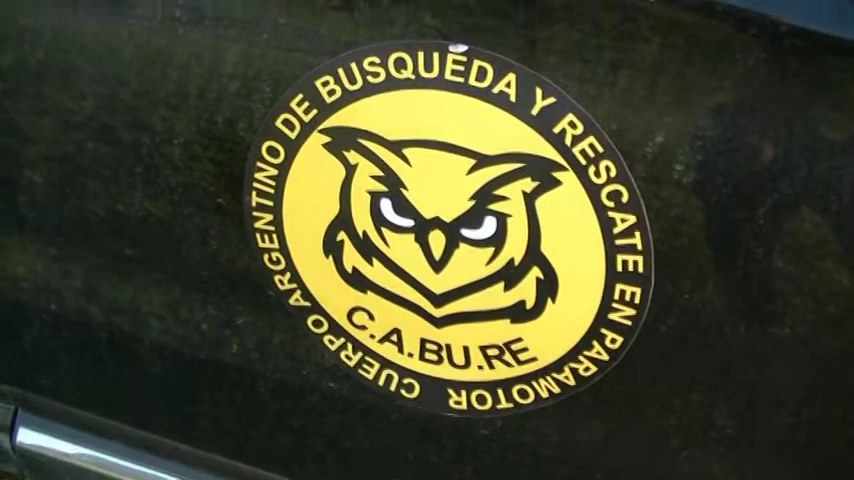 CUERPO ARGENTINO DE BUSQUEDA Y RESCATE EN PARAMOTOR
C.A.BU.RE